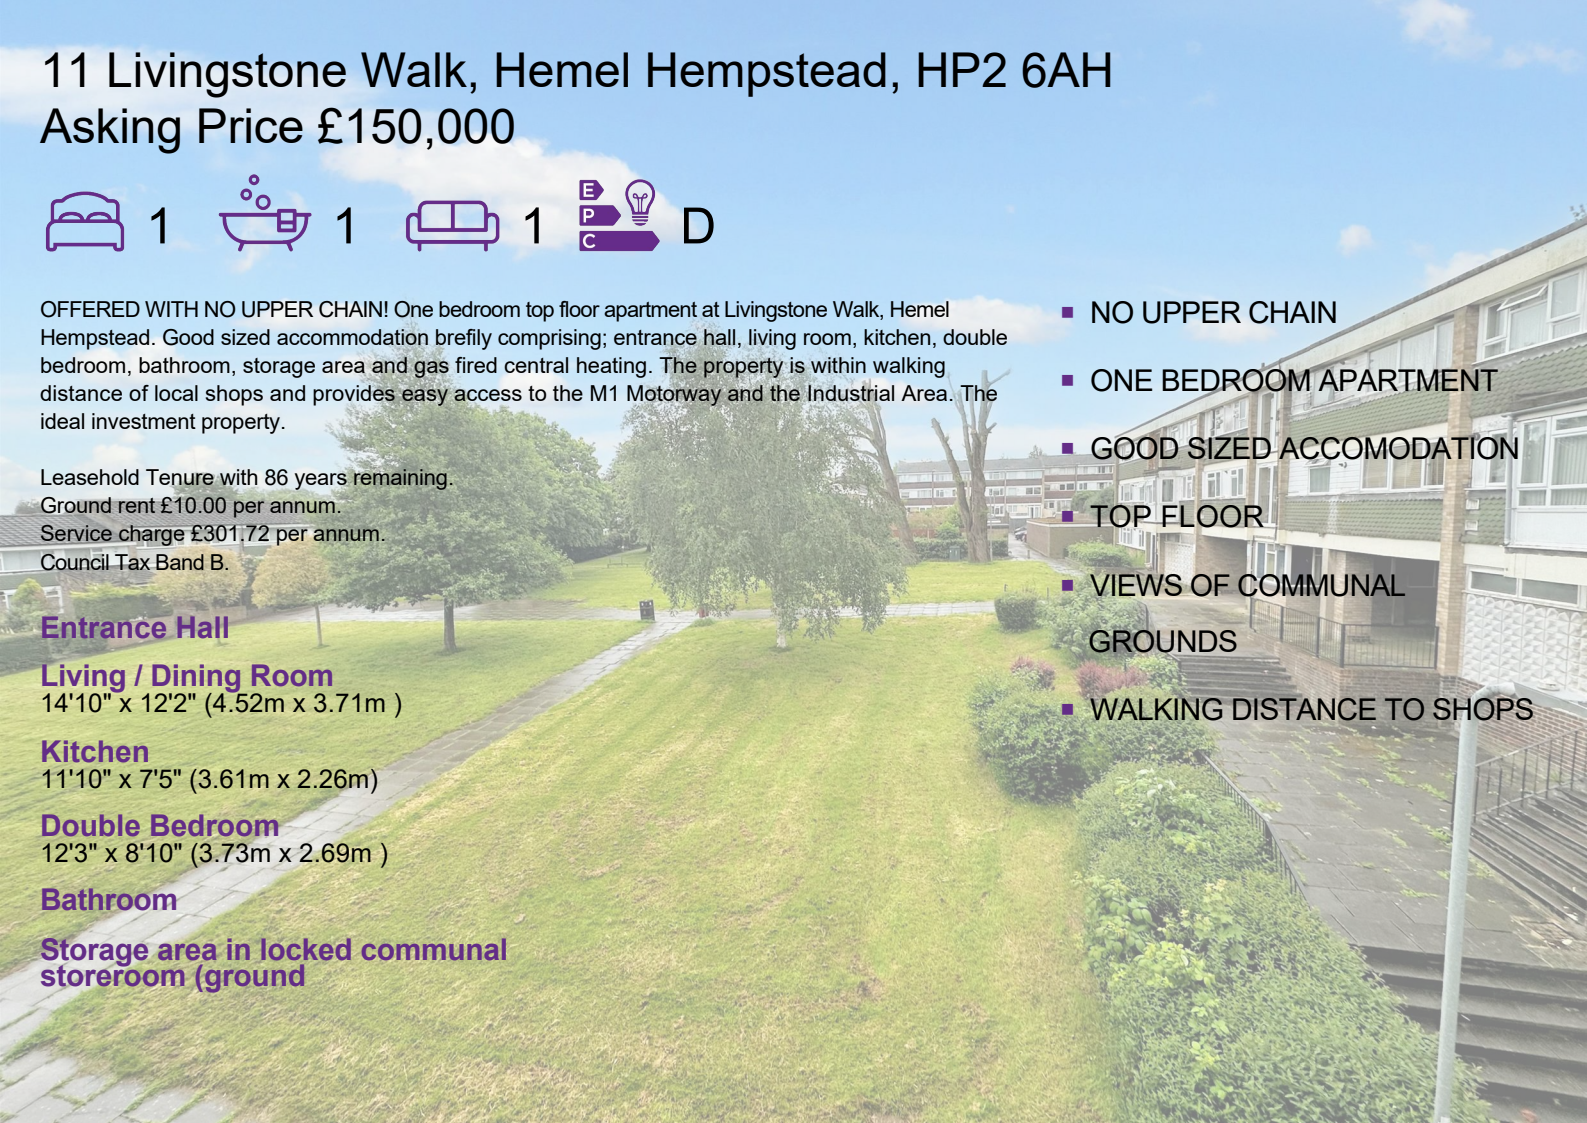 11 Livingstone Walk, Hemel Hempstead, HP2 6AH
Asking Price £150,000
1 1 1 E P C D
OFFERED WITH NO UPPER CHAIN! One bedroom top floor apartment at Livingstone Walk, Hemel
Hempstead. Good sized accommodation brefily comprising; entrance hall, living room, kitchen, double
bedroom, bathroom, storage area and gas fired central heating. The property is within walking
distance of local shops and provides easy access to the M1 Motorway and the Industrial Area. The
ideal investment property.
Leasehold Tenure with 86 years remaining.
Ground rent £10.00 per annum.
Service charge £301.72 per annum.
Council Tax Band B.
Entrance Hall
Living / Dining Room
14'10" x 12'2" (4.52m x 3.71m )
Kitchen
11'10" x 7'5" (3.61m x 2.26m)
Double Bedroom
12'3" x 8'10" (3.73m x 2.69m )
Bathroom
Storage area in locked communal
storeroom (ground
NO UPPER CHAIN
ONE BEDROOM APARTMENT
GOOD SIZED ACCOMODATION
TOP FLOOR
VIEWS OF COMMUNAL
GROUNDS
WALKING DISTANCE TO SHOPS